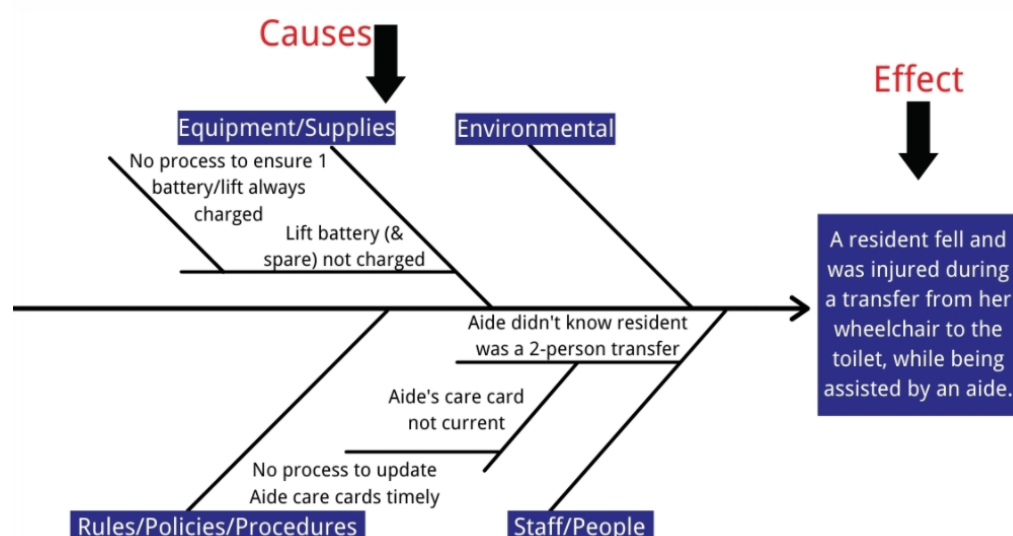 Causes
Effect
Equipment/Supplies
Environmental
No process to ensure 1
battery/lift always
charged
Lift battery (&
spare) not charged
A resident fell and
was injured during
a transfer from her
wheelchair to the
toilet, while being
assisted by an aide.
Aide didn't know resident
was a 2-person transfer
Aide's care card
not current
No process to update
Aide care cards timely
Rules/Policies/Procedures
Staff/People